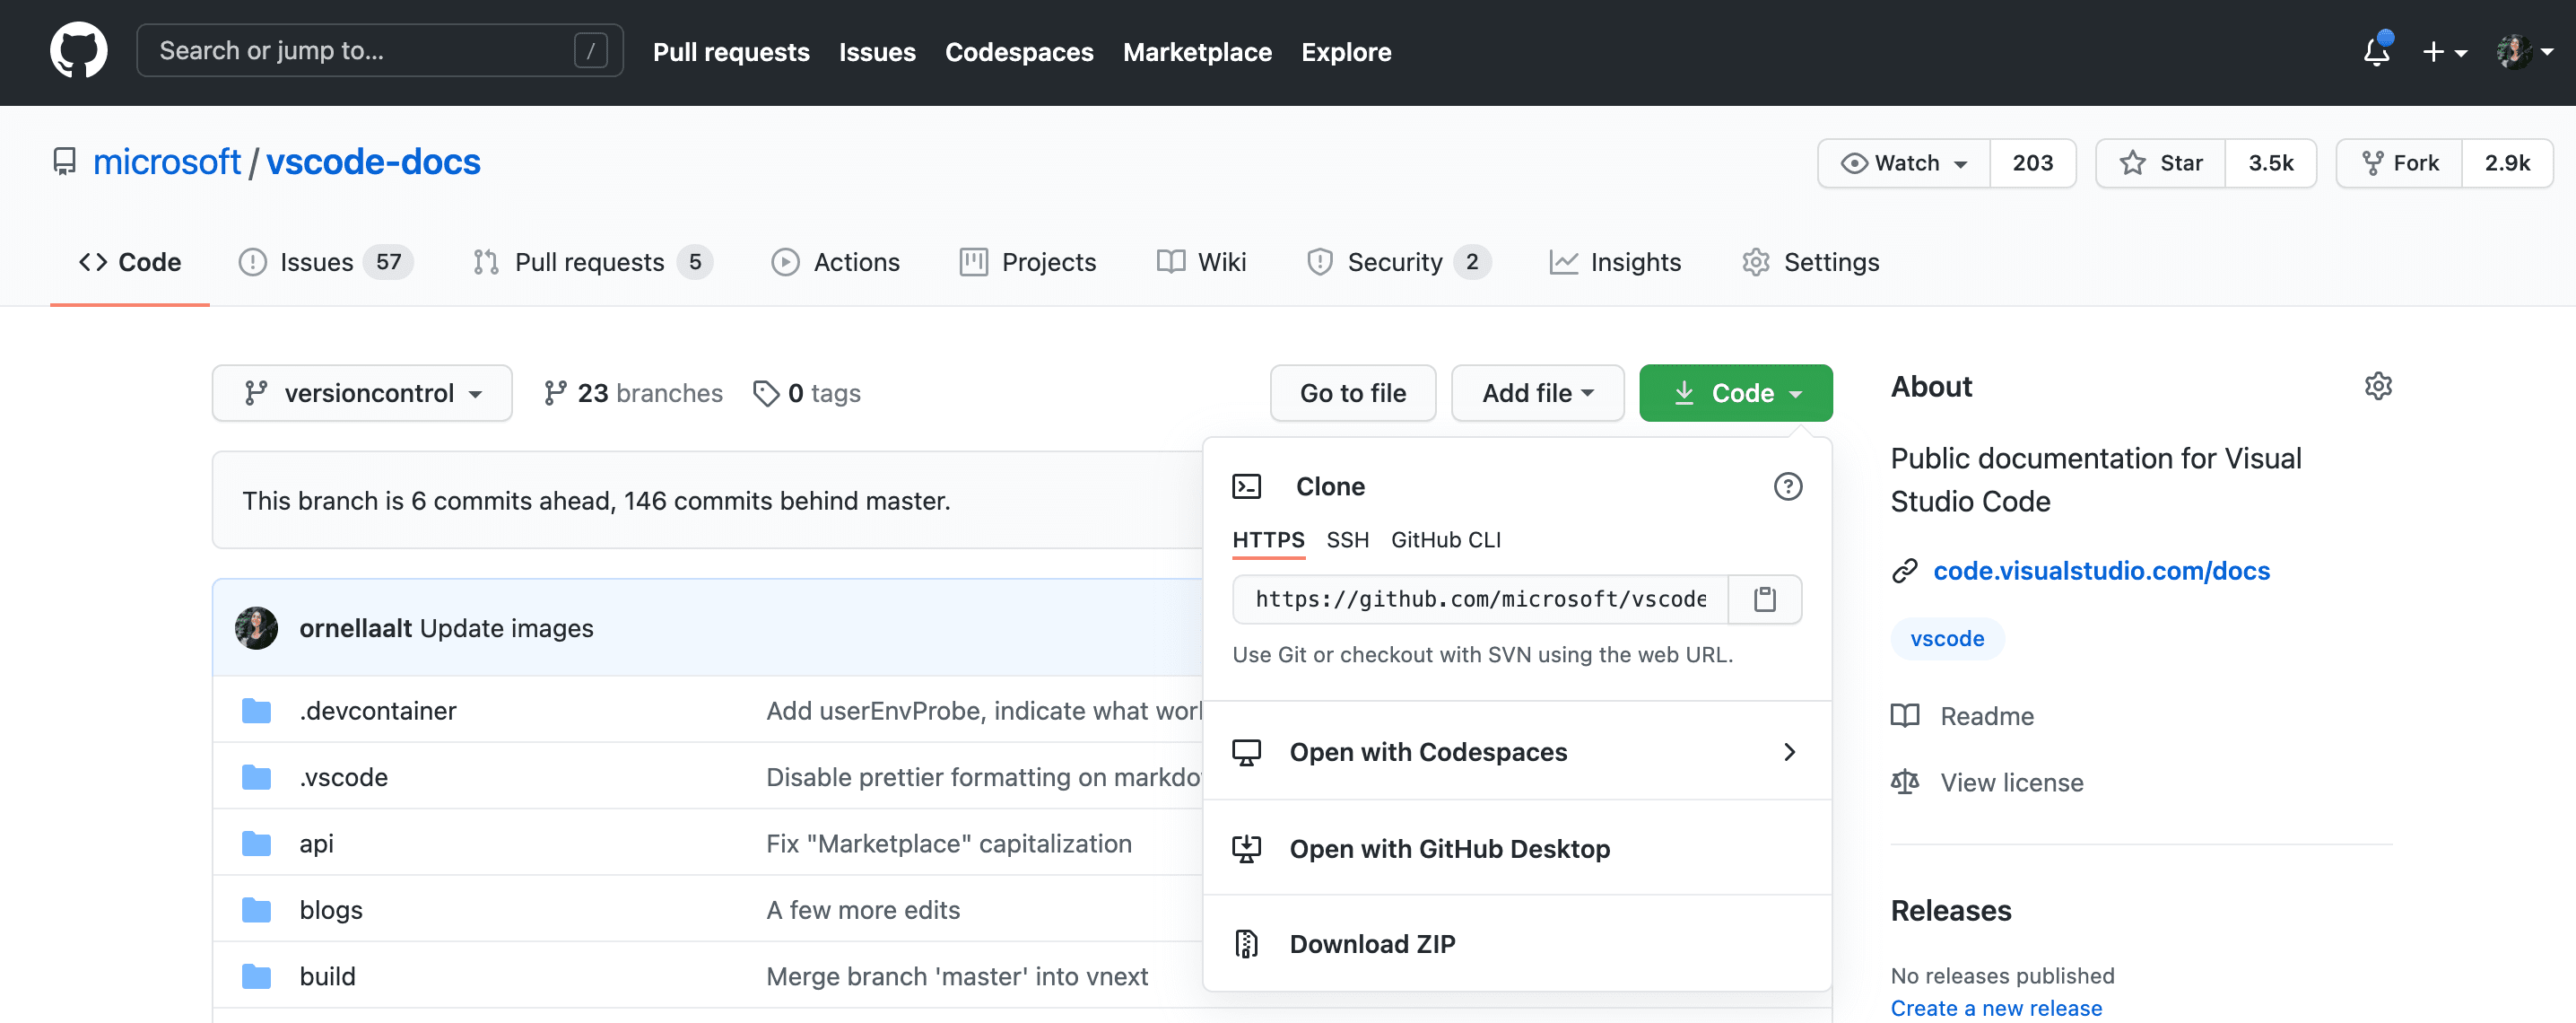 Search or jump to... / Pull requests Issues Codespaces Marketplace Explore
microsoft/vscode-docs Watch 203 Star 3.5k Fork 2.9k
Code Issues 57 Pull requests 5 Actions Projects Wiki Security 2 Insights Settings
versioncontrol 23 branches 0 tags Go to file Add file Code
This branch is 6 commits ahead, 146 commits behind master.
ornellaalt Update images
.devcontainer Add userEnvProbe, indicate what worl
.vscode Disable prettier formatting on markdo
api Fix "Marketplace" capitalization
blogs A few more edits
build Merge branch 'master' into vnext
Clone
HTTPS SSH GitHub CLI
https://github.com/microsoft/vscode
Use Git or checkout with SVN using the web URL.
Open with Codespaces
Open with GitHub Desktop
Download ZIP
About
Public documentation for Visual
Studio Code
code.visualstudio.com/docs
vscode
Readme
View license
Releases
No releases published
Create a new release